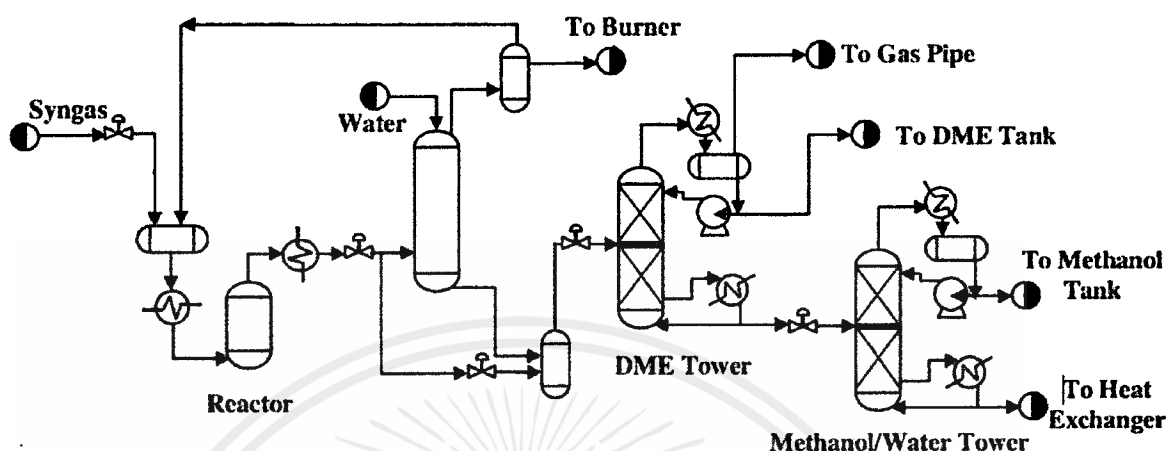 To Burner
To Gas Pipe
Syngas
Water
To DME Tank
To Methanol
Tank
DME Tower
Reactor
To Heat
Exchanger
Methanol/Water Tower